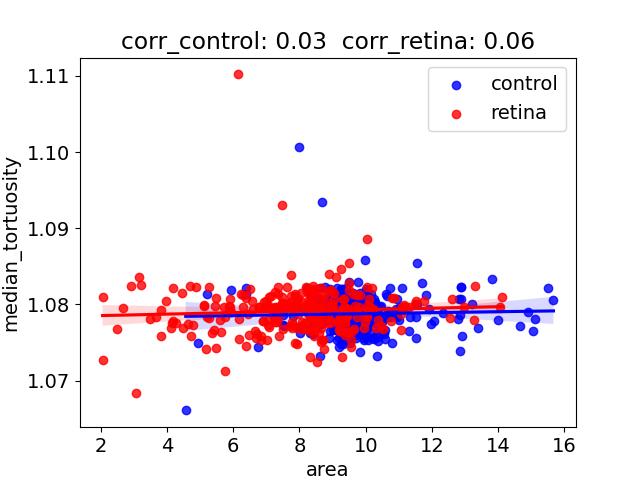 corr_control: 0.03  corr_retina: 0.06
control
retina
1.11
1.10
1.09
1.08
1.07
median_tortuosity
2 4 6 8 10 12 14 16
area